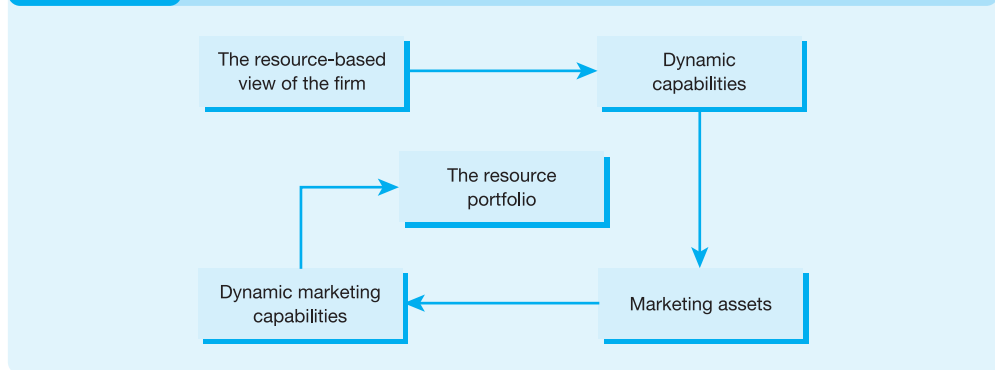 The resource-based
view of the firm
Dynamic
capabilities
The resource
portfolio
Dynamic marketing
capabilities
Marketing assets